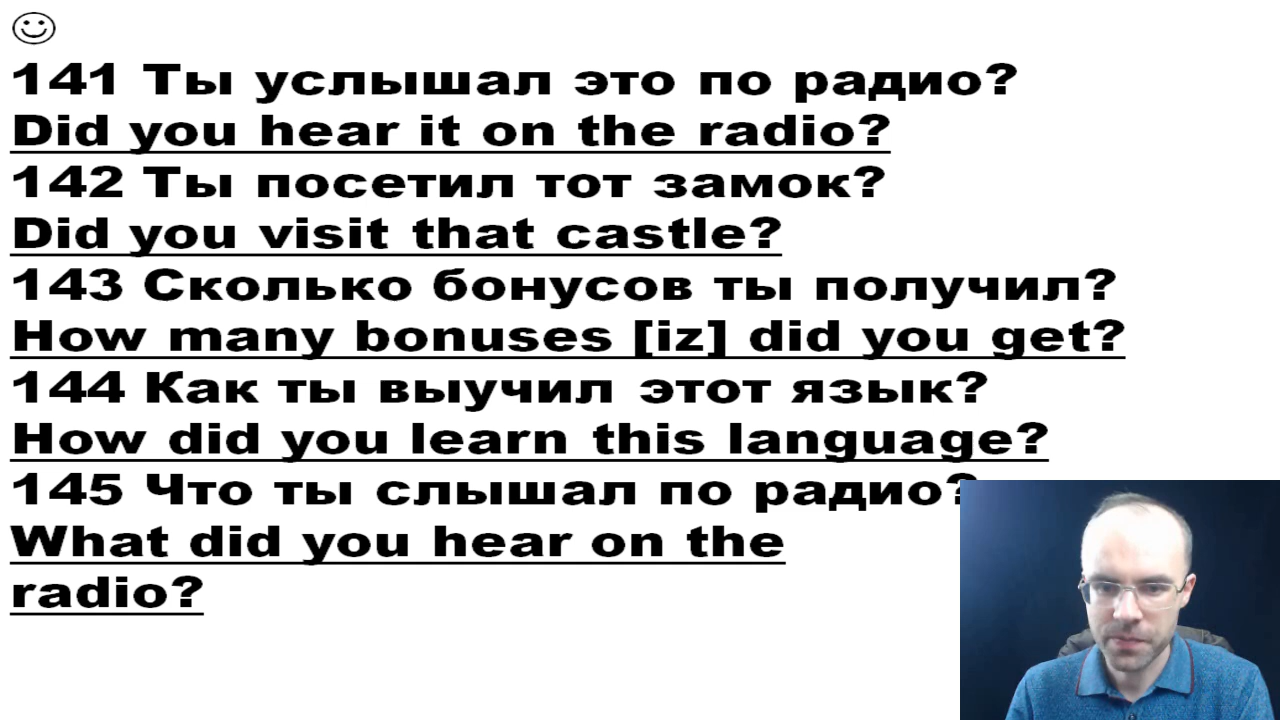 141 Ты услышал это по радио?
Did you hear it on the radio?
142 Ты посетил тот замок?
Did you visit that castle?
143 Сколько бонусов ты получил?
How many bonuses [iz] did you get?
144 Как ты выучил этот язык?
How did you learn this language?
145 Что ты слышал по радио?
What did you hear on the
radio?